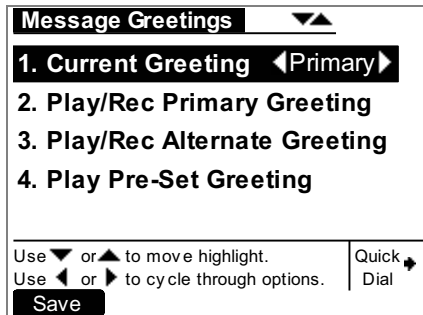 Message Greetings ▼▲
1. Current Greeting ◀Primary▶
2. Play/Rec Primary Greeting
3. Play/Rec Alternate Greeting
4. Play Pre-Set Greeting
Use ▼ or ▲ to move highlight.
Use ◀ or ▶ to cycle through options.
Quick
Dial
Save